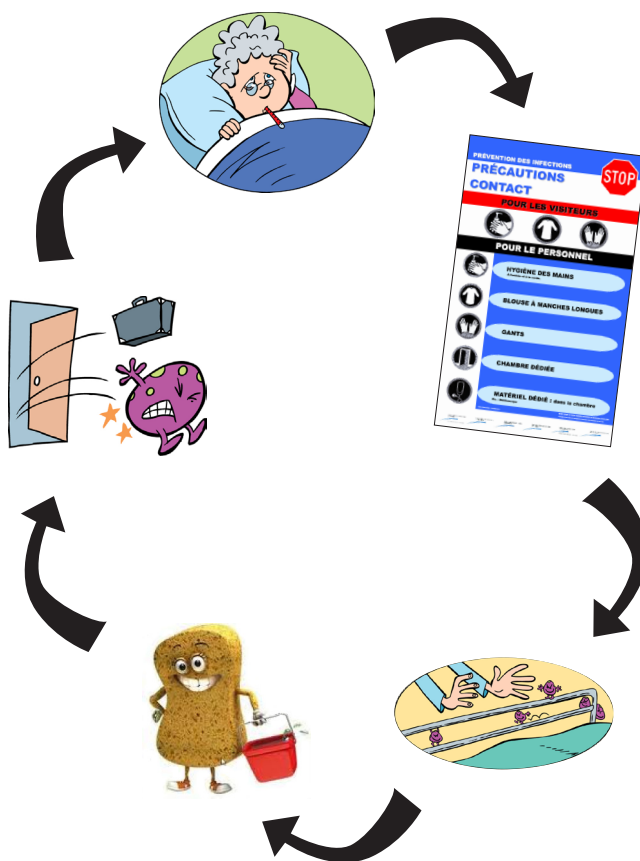 PRÉVENTION DES INFECTIONS
PRÉCAUTIONS
CONTACT
STOP
POUR LES VISITEURS
POUR LE PERSONNEL
HYGIÈNE DES MAINS
BLOUSE À MANCHES LONGUES
GANTS
CHAMBRE DÉDIÉE
MATÉRIEL DÉDIÉ : dans la chambre